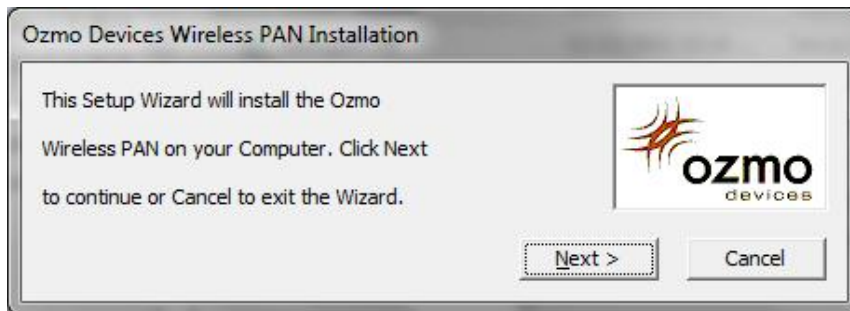 Ozmo Devices Wireless PAN Installation
This Setup Wizard will install the Ozmo
Wireless PAN on your Computer. Click Next
to continue or Cancel to exit the Wizard.
ozmo
devices
Next >
Cancel